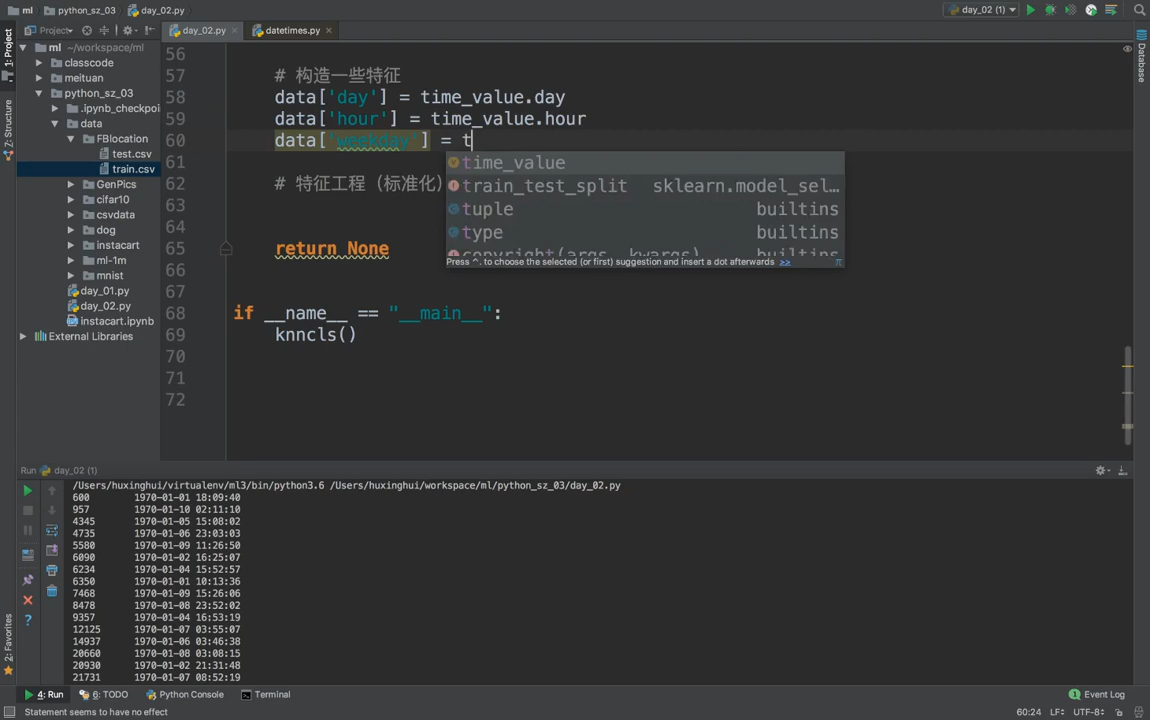 ml
python_sz_03
day_02.py
day_02 (1)
1: Project
Project
day_02.py
datetimes.py
Database
ml ~/workspace/ml
classcode
meituan
python_sz_03
.ipynb_checkpoi
data
FBlocation
test.csv
train.csv
GenPics
cifar10
csvdata
dog
instacart
ml-1m
mnist
day_01.py
day_02.py
instacart.ipynb
External Libraries
7: Structure
2: Favorites
56
57 # 构造一些特征
58 data['day'] = time_value.day
59 data['hour'] = time_value.hour
60 data['weekday'] = t
61
62 # 特征工程（标准化）
63
64
65 return None
66
67
68 if __name__ == "__main__":
69 knncls()
70
71
72
time_value
train_test_split sklearn.model_sel…
tuple builtins
type builtins
copyright(args, kwargs) builtins
Press ^. to choose the selected (or first) suggestion and insert a dot afterwards >> π
Run day_02 (1)
/Users/huxinghui/virtualenv/ml3/bin/python3.6 /Users/huxinghui/workspace/ml/python_sz_03/day_02.py
600 1970-01-01 18:09:40
957 1970-01-10 02:11:10
4345 1970-01-05 15:08:02
4735 1970-01-06 23:03:03
5580 1970-01-09 11:26:50
6090 1970-01-02 16:25:07
6234 1970-01-04 15:52:57
6350 1970-01-01 10:13:36
7468 1970-01-09 15:26:06
8478 1970-01-08 23:52:02
9357 1970-01-04 16:53:19
12125 1970-01-07 03:55:07
14937 1970-01-06 03:46:38
20660 1970-01-08 03:08:15
20930 1970-01-02 21:31:48
21731 1970-01-07 08:52:19
4: Run
6: TODO
Python Console
Terminal
1 Event Log
Statement seems to have no effect
60:24 LF÷ UTF-8÷